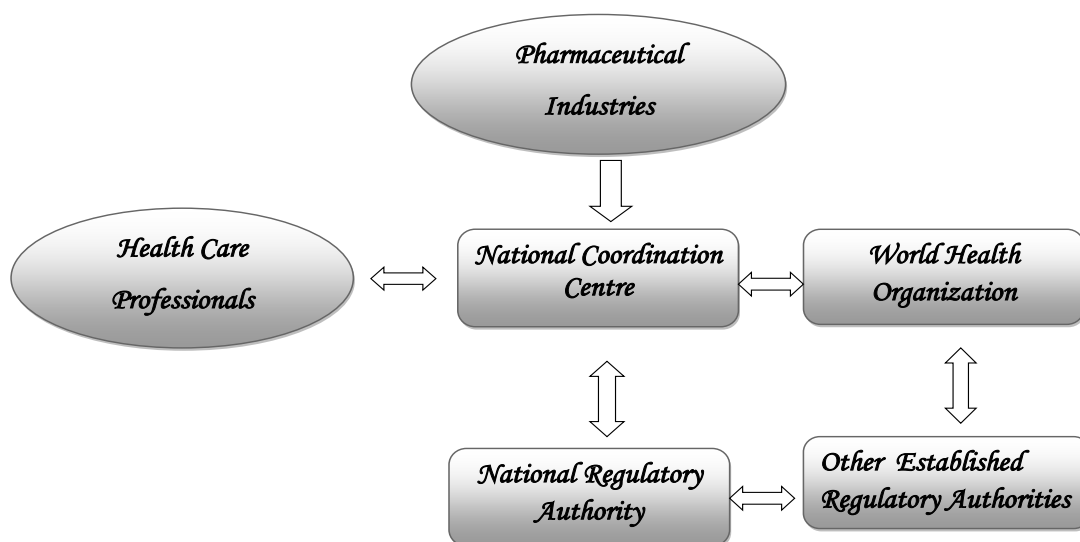 Pharmaceutical
Industries
Health Care
Professionals
National Coordination
Centre
World Health
Organization
National Regulatory
Authority
Other Established
Regulatory Authorities